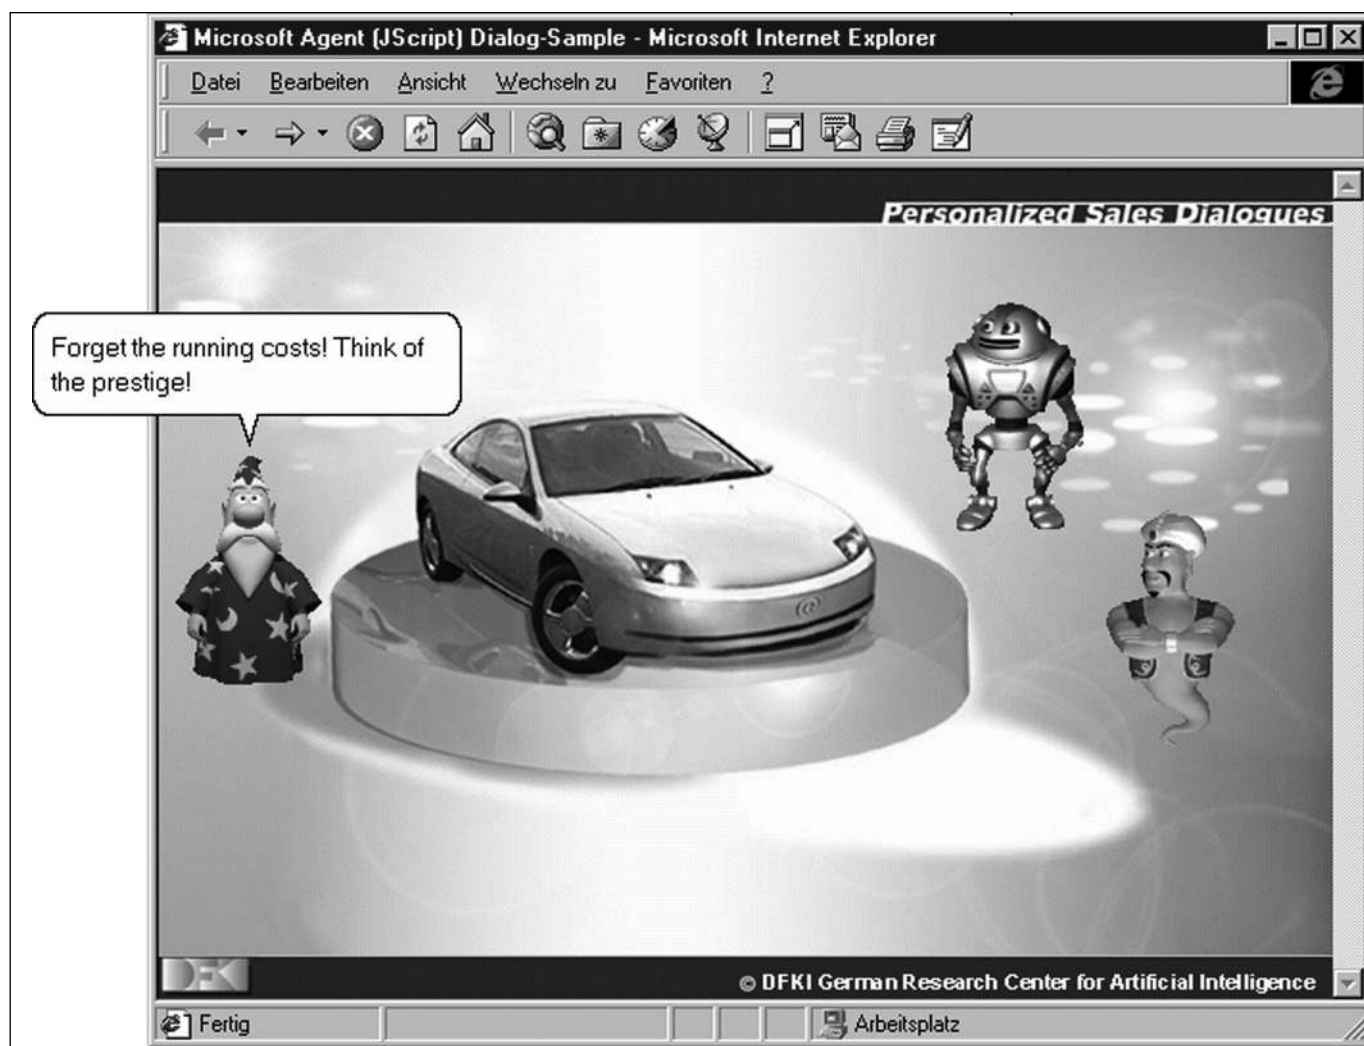 Microsoft Agent (JScript) Dialog-Sample - Microsoft Internet Explorer
Datei Bearbeiten Ansicht Wechseln zu Favoriten ?
Personalized Sales Dialogues
Forget the running costs! Think of
the prestige!
@
DFKI
© DFKI German Research Center for Artificial Intelligence
Fertig Arbeitsplatz